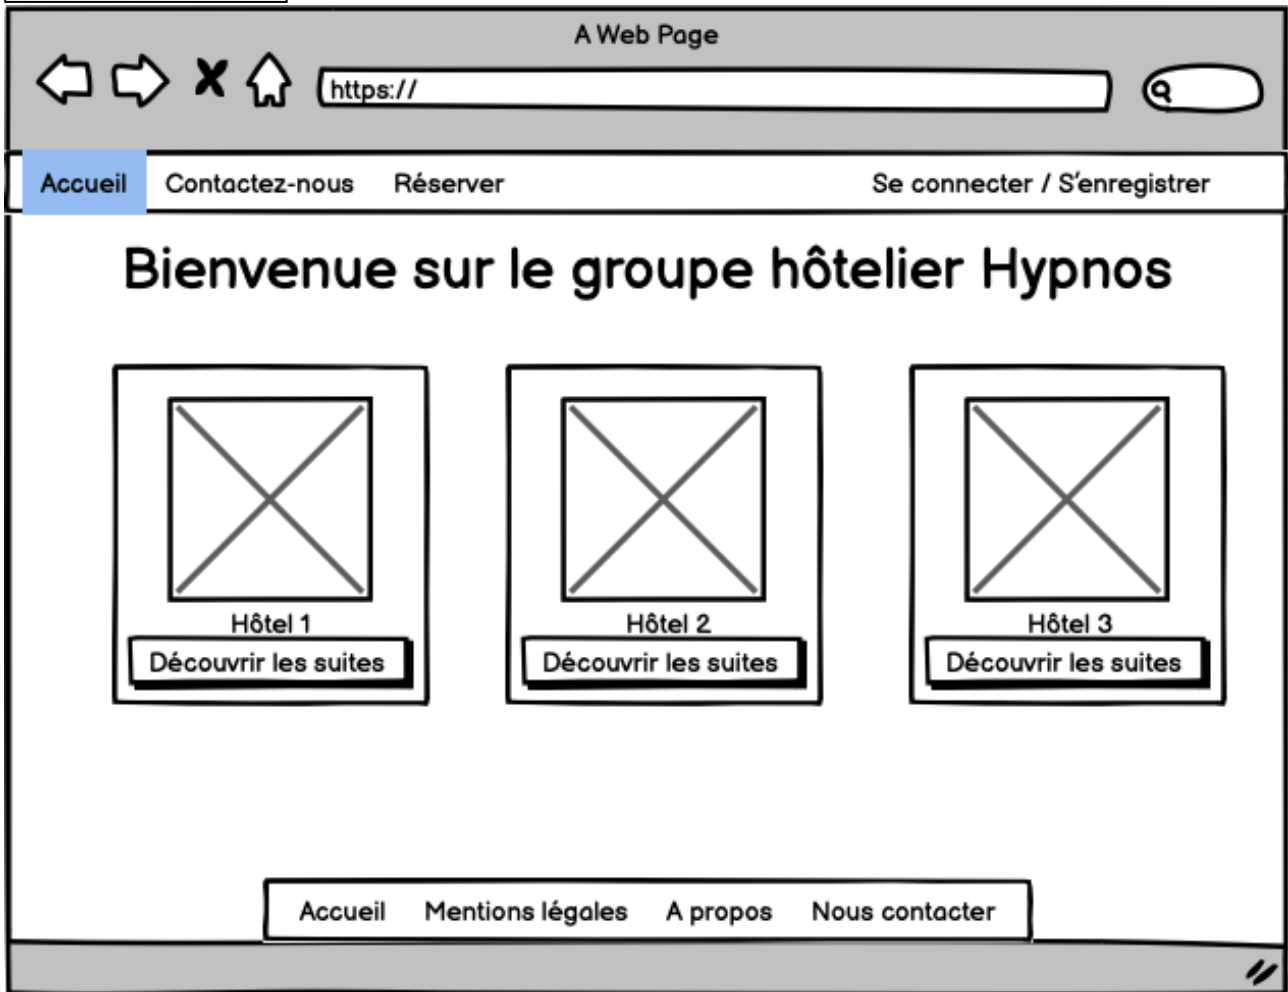 A Web Page
https://
Accueil Contactez-nous Réserver Se connecter / S'enregistrer
Bienvenue sur le groupe hôtelier Hypnos
Hôtel 1
Découvrir les suites
Hôtel 2
Découvrir les suites
Hôtel 3
Découvrir les suites
Accueil Mentions légales A propos Nous contacter